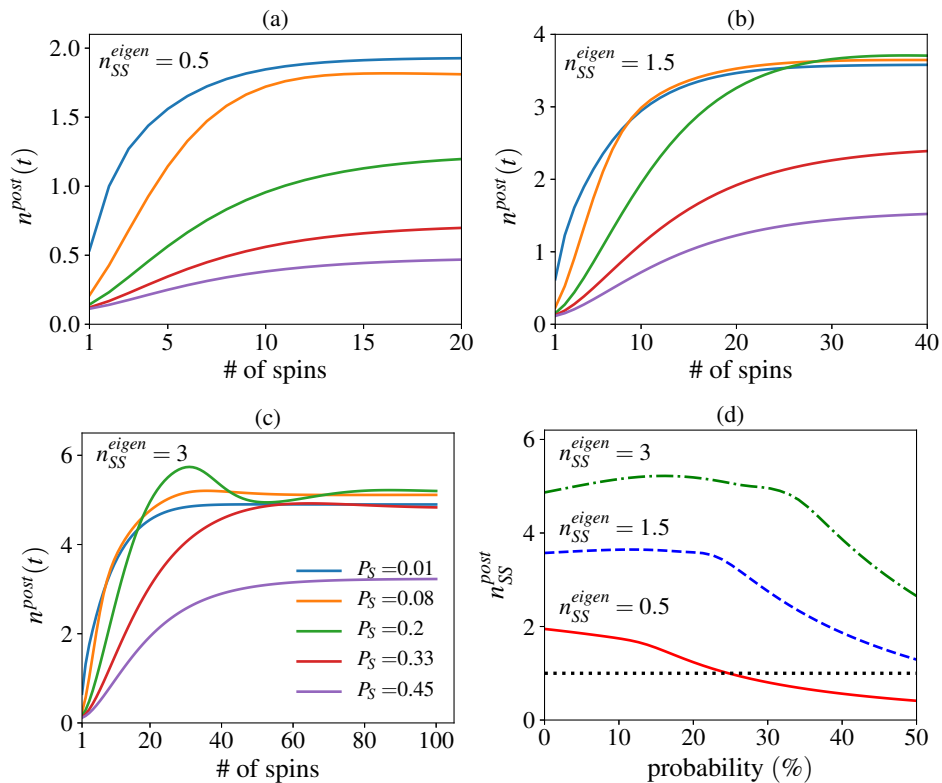 (a)
n_{SS}^{eigen} = 0.5
2.0
1.5
1.0
0.5
0.0
n^{post}(t)
1 5 10 15 20
# of spins
(b)
n_{SS}^{eigen} = 1.5
4
3
2
1
0
n^{post}(t)
1 10 20 30 40
# of spins
(c)
n_{SS}^{eigen} = 3
6
4
2
0
n^{post}(t)
P_S=0.01
P_S=0.08
P_S=0.2
P_S=0.33
P_S=0.45
1 20 40 60 80 100
# of spins
(d)
n_{SS}^{eigen} = 3
n_{SS}^{eigen} = 1.5
n_{SS}^{eigen} = 0.5
6
4
2
0
n_{SS}^{post}
0 10 20 30 40 50
probability (%)